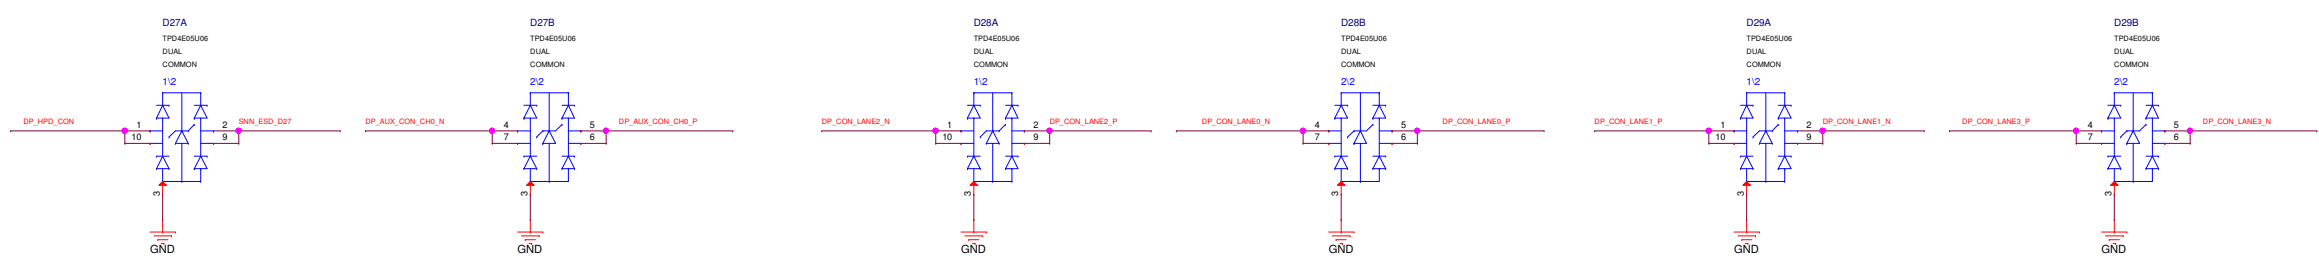 D27A
TPD4E05U06
DUAL
COMMON
1\2
DP_HPD_CON
1
10
2
9
SNN_ESD_D27
3
GND
D27B
TPD4E05U06
DUAL
COMMON
2\2
DP_AUX_CON_CH0_N
4
7
5
6
DP_AUX_CON_CH0_P
3
GND
D28A
TPD4E05U06
DUAL
COMMON
1\2
DP_CON_LANE2_N
1
10
2
9
DP_CON_LANE2_P
3
GND
D28B
TPD4E05U06
DUAL
COMMON
2\2
DP_CON_LANE0_N
4
7
5
6
DP_CON_LANE0_P
3
GND
D29A
TPD4E05U06
DUAL
COMMON
1\2
DP_CON_LANE1_P
1
10
2
9
DP_CON_LANE1_N
3
GND
D29B
TPD4E05U06
DUAL
COMMON
2\2
DP_CON_LANE3_P
4
7
5
6
DP_CON_LANE3_N
3
GND